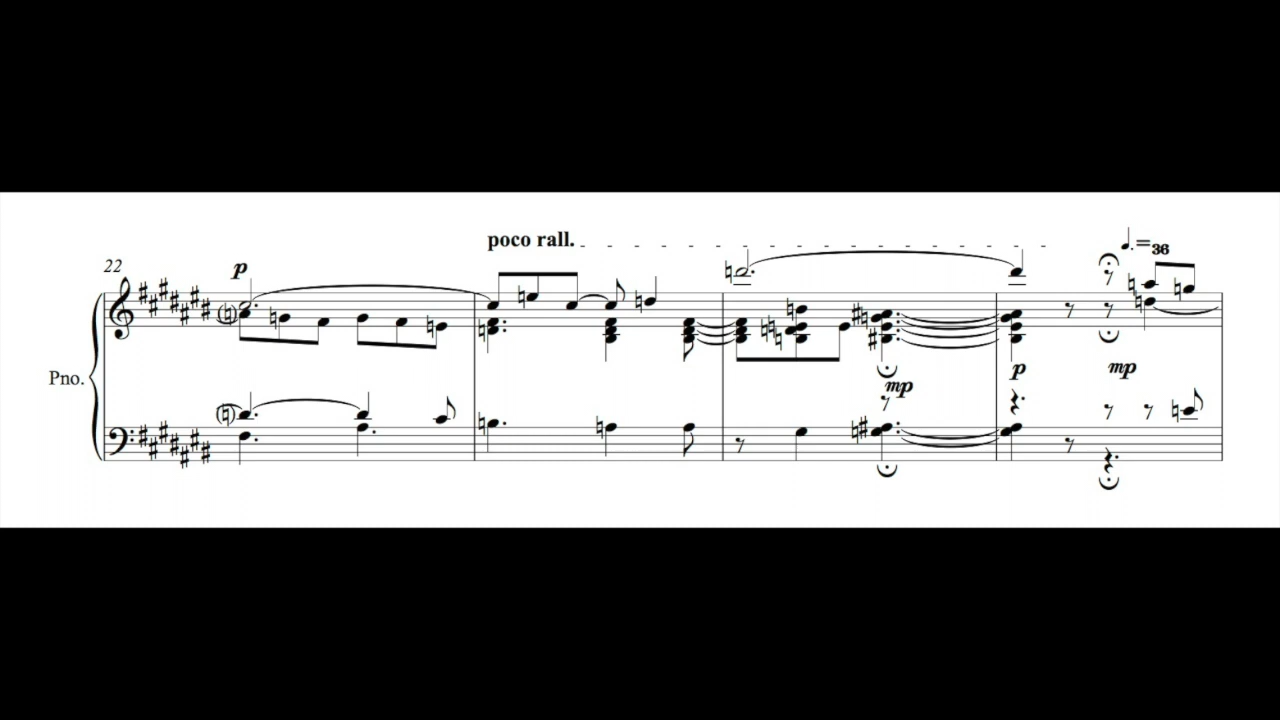 poco rall.
♩. = 36
22
p
Pno.
p
mp
mp